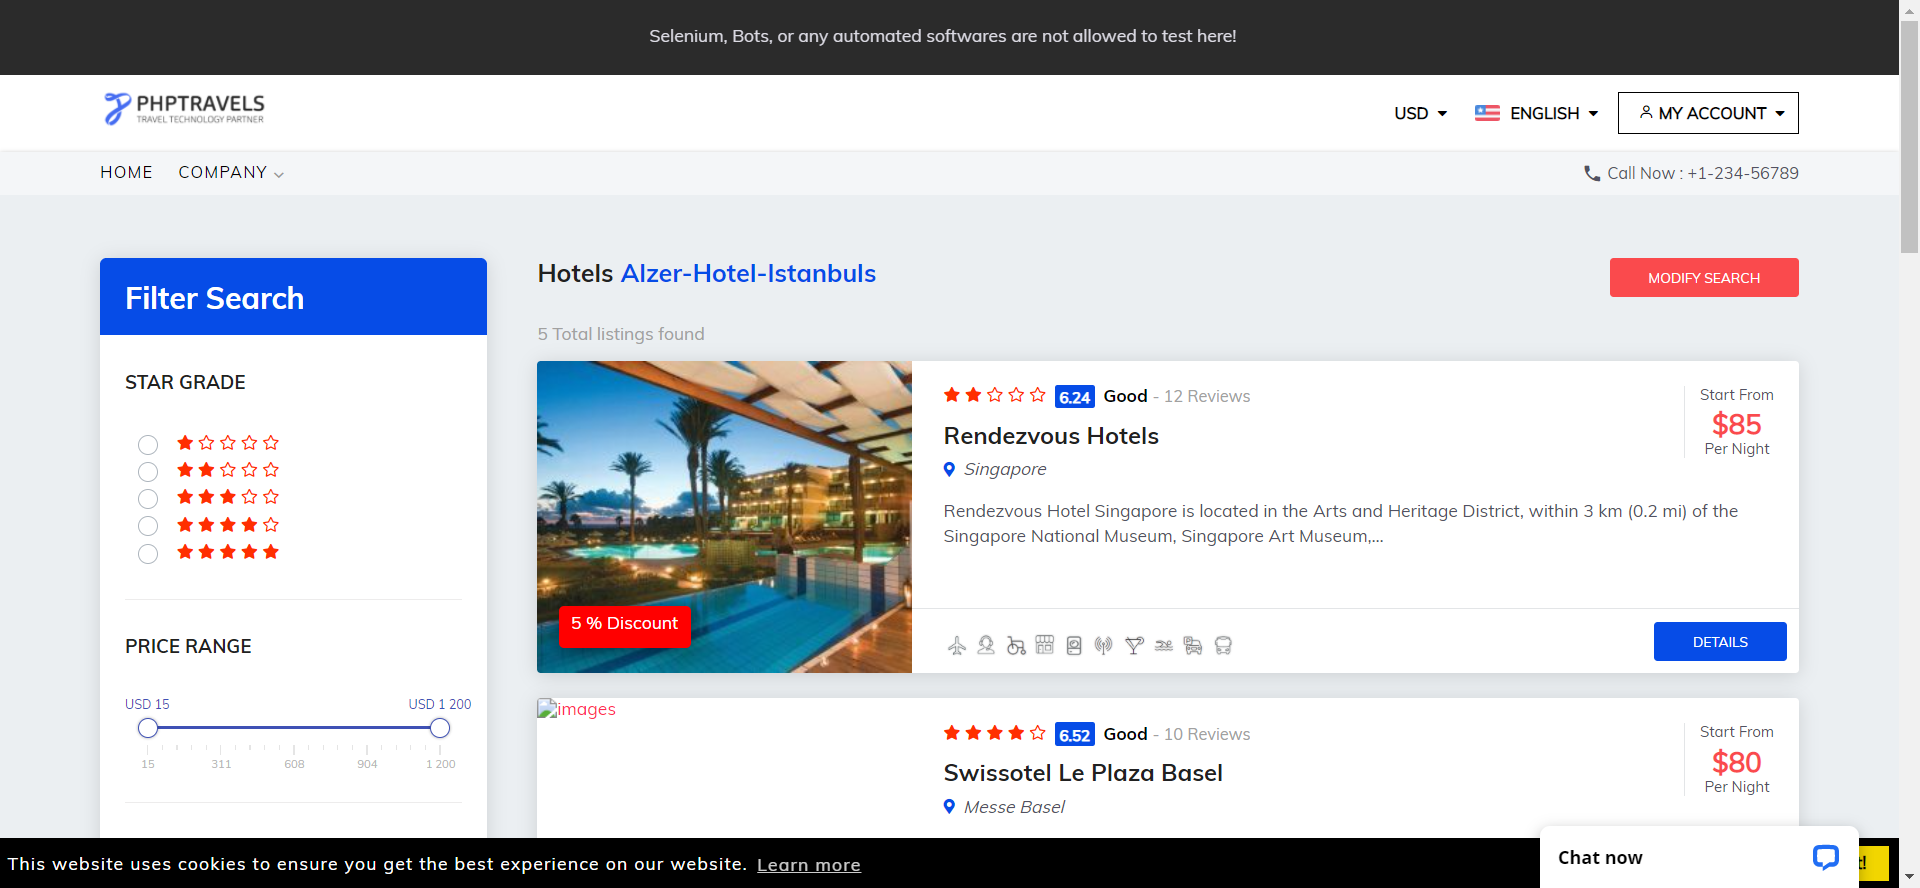 Selenium, Bots, or any automated softwares are not allowed to test here!
PHPTRAVELS
TRAVEL TECHNOLOGY PARTNER
USD
ENGLISH
MY ACCOUNT
HOME
COMPANY
Call Now : +1-234-56789
Filter Search
STAR GRADE
PRICE RANGE
USD 15
USD 1 200
15
311
608
904
1 200
Hotels Alzer-Hotel-Istanbuls
MODIFY SEARCH
5 Total listings found
5 % Discount
6.24 Good - 12 Reviews
Rendezvous Hotels
Singapore
Rendezvous Hotel Singapore is located in the Arts and Heritage District, within 3 km (0.2 mi) of the
Singapore National Museum, Singapore Art Museum,...
Start From
$85
Per Night
DETAILS
images
6.52 Good - 10 Reviews
Swissotel Le Plaza Basel
Messe Basel
Start From
$80
Per Night
This website uses cookies to ensure you get the best experience on our website. Learn more
Chat now